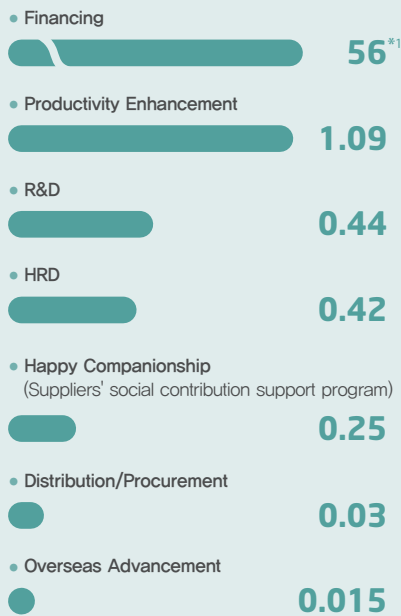 • Financing
56*1
• Productivity Enhancement
1.09
• R&D
0.44
• HRD
0.42
• Happy Companionship
(Suppliers' social contribution support program)
0.25
• Distribution/Procurement
0.03
• Overseas Advancement
0.015